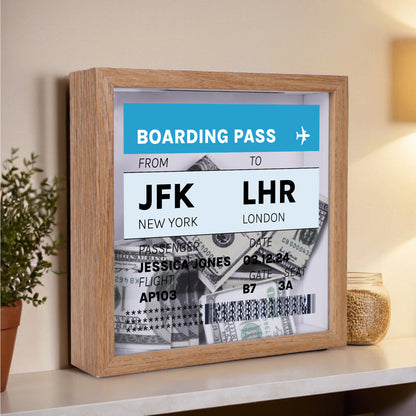 BOARDING PASS
FROM TO
JFK LHR
NEW YORK LONDON
PASSENGER DATE
JESSICA JONES 03.12.24
FLIGHT GATE SEAT
AP103 B7 3A